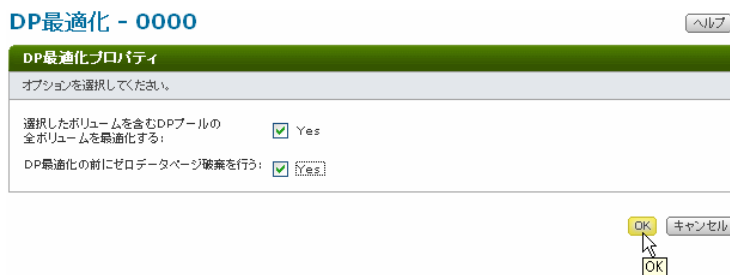 DP最適化 - 0000
ヘルプ
DP最適化プロパティ
オプションを選択してください。
選択したボリュームを含むDPプールの
全ボリュームを最適化する:
Yes
DP最適化の前にゼロデータページ破棄を行う:
Yes
OK
キャンセル
OK